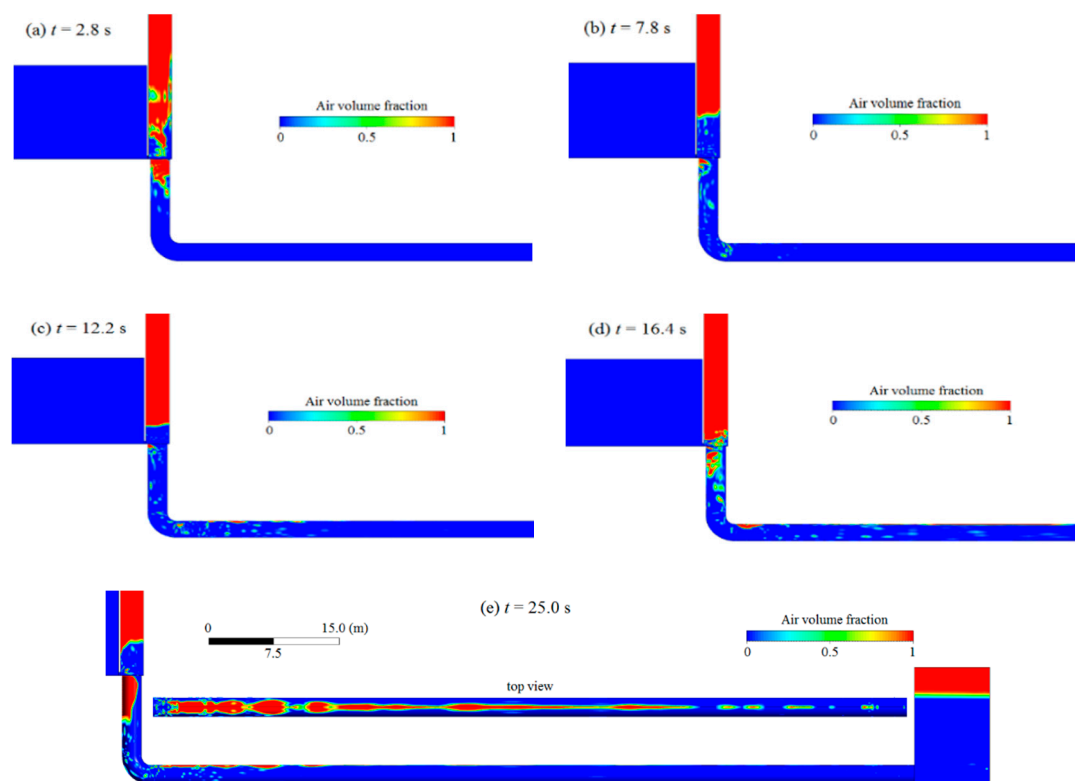 (a) t = 2.8 s
Air volume fraction
0 0.5 1
(b) t = 7.8 s
Air volume fraction
0 0.5 1
(c) t = 12.2 s
Air volume fraction
0 0.5 1
(d) t = 16.4 s
Air volume fraction
0 0.5 1
(e) t = 25.0 s
0 15.0 (m)
7.5
Air volume fraction
0 0.5 1
top view